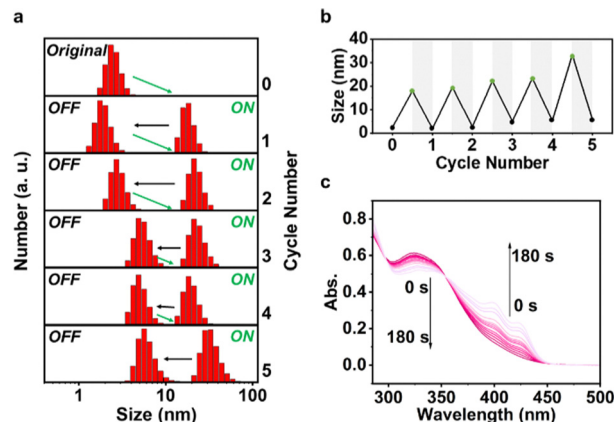 a
Original
0
OFF
ON
1
OFF
ON
2
OFF
ON
3
OFF
ON
4
OFF
ON
5
Number (a. u.)
Cycle Number
1
10
100
Size (nm)
b
40
30
20
10
0
Size (nm)
0
1
2
3
4
5
Cycle Number
c
0.8
0.6
0.4
0.2
0.0
Abs.
0 s
180 s
180 s
0 s
300
350
400
450
500
Wavelength (nm)